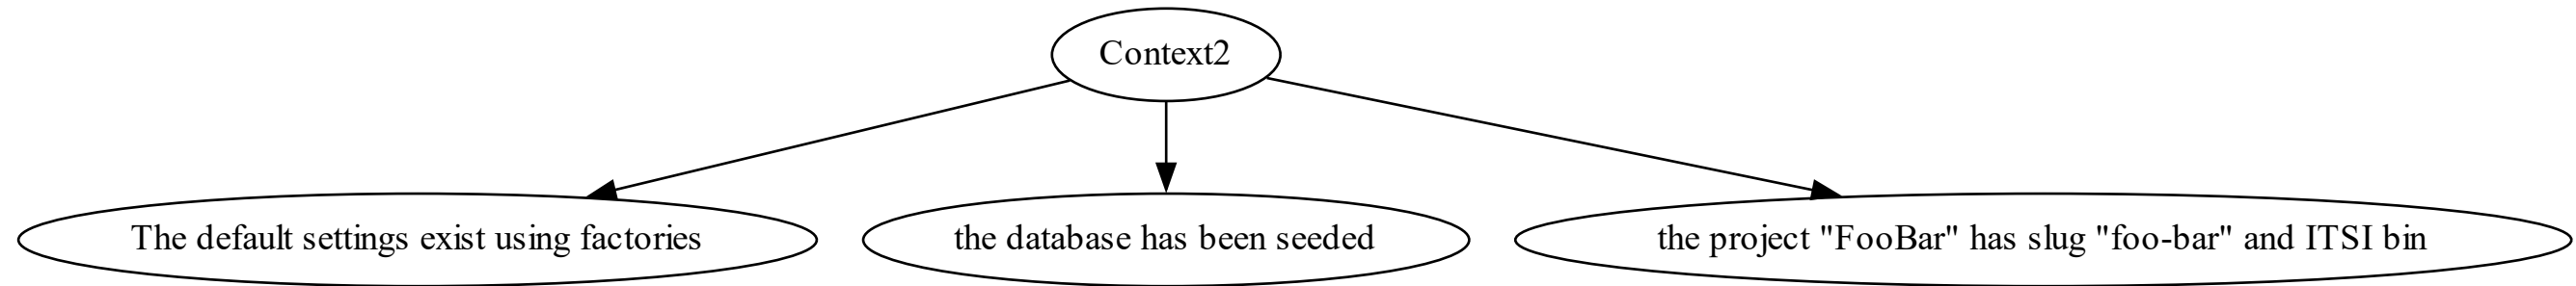 Context2
The default settings exist using factories
the database has been seeded
the project "FooBar" has slug "foo-bar" and ITSI bin